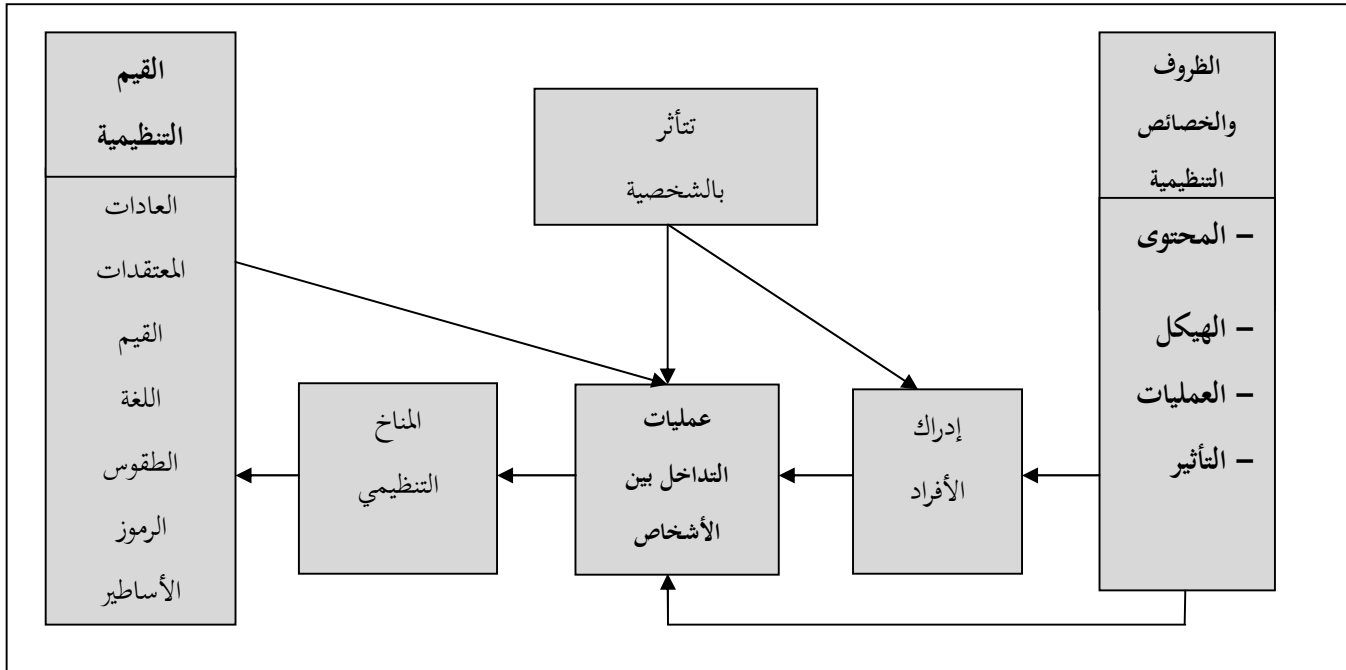 الظروف
والخصائص
التنظيمية
– المحتوى
– الهيكل
– العمليات
– التأثير
تتأثر
بالشخصية
إدراك
الأفراد
عمليات
التداخل بين
الأشخاص
المناخ
التنظيمي
القيم
التنظيمية
العادات
المعتقدات
القيم
اللغة
الطقوس
الرموز
الأساطير